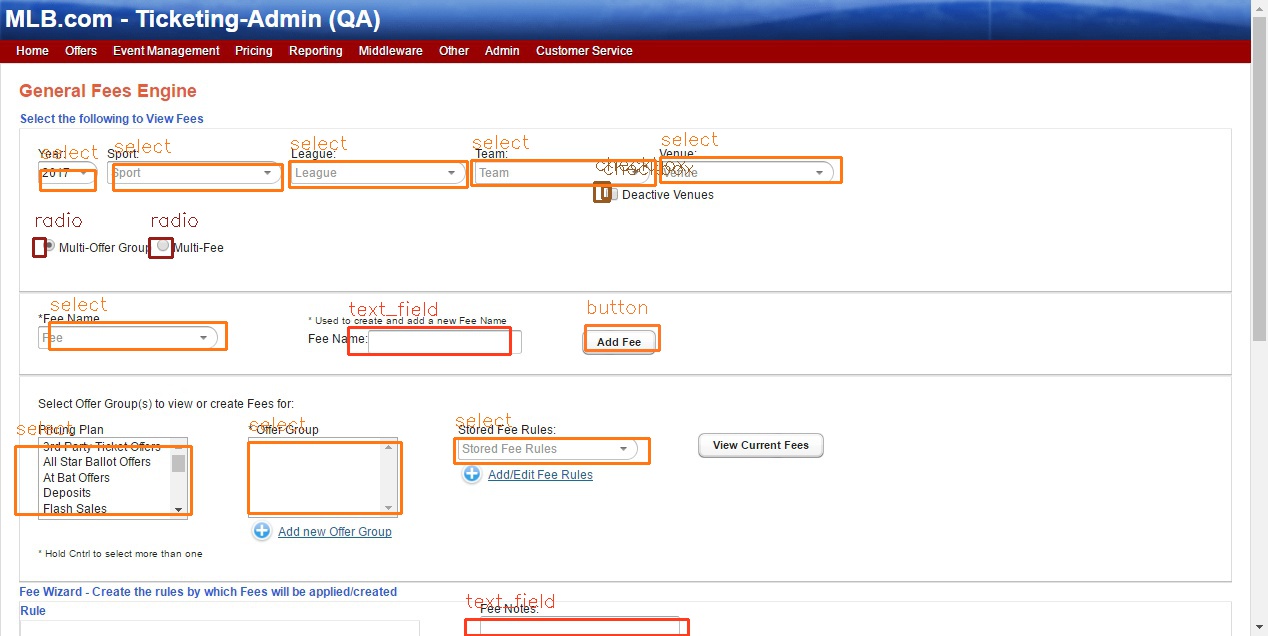 MLB.com - Ticketing-Admin (QA)
Home Offers Event Management Pricing Reporting Middleware Other Admin Customer Service
General Fees Engine
Select the following to View Fees
select select select select select
Year: Sport: League: Team: Venue:
checkbox checkbox
2017 Sport League Team Venue
Deactive Venues
radio radio
Multi-Offer Group Multi-Fee
select text_field button
*Fee Name * Used to create and add a new Fee Name
Fee Fee Name: Add Fee
Select Offer Group(s) to view or create Fees for:
select select select
Pricing Plan * Offer Group Stored Fee Rules:
3rd Party Ticket Offers Stored Fee Rules View Current Fees
All Star Ballot Offers
At Bat Offers Add/Edit Fee Rules
Deposits
Flash Sales
Add new Offer Group
* Hold Cntrl to select more than one
Fee Wizard - Create the rules by which Fees will be applied/created
text_field
Rule Fee Notes: